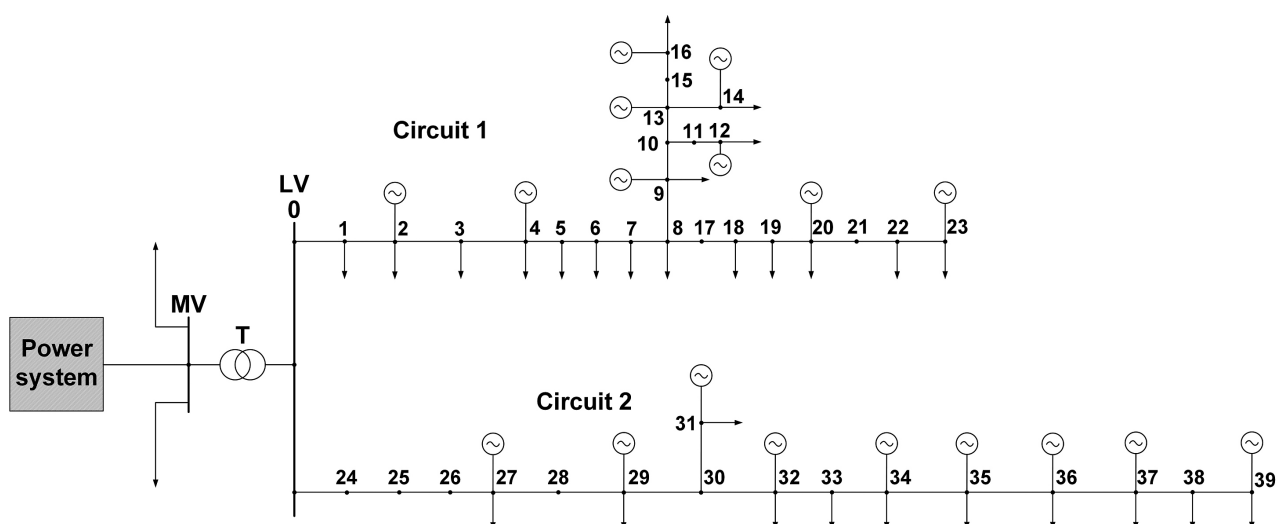 16
15
14
13
Circuit 1
11 12
10
LV
0
9
1 2 3 4 5 6 7 8 17 18 19 20 21 22 23
MV
T
Power
system
Circuit 2
31
24 25 26 27 28 29 30 32 33 34 35 36 37 38 39